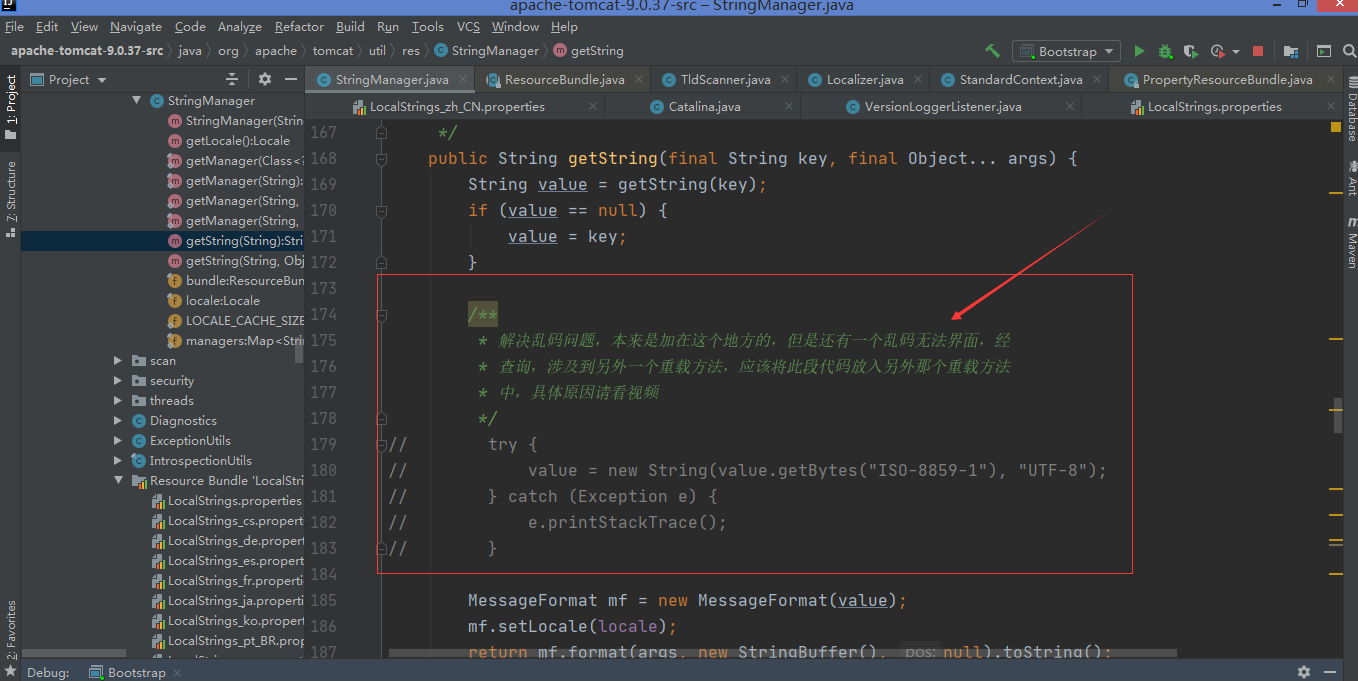 apache-tomcat-9.0.37-src – StringManager.java
File Edit View Navigate Code Analyze Refactor Build Run Tools VCS Window Help
apache-tomcat-9.0.37-src java org apache tomcat util res StringManager getString Bootstrap
Project StringManager.java ResourceBundle.java TldScanner.java Localizer.java StandardContext.java PropertyResourceBundle.java
LocalStrings_zh_CN.properties Catalina.java VersionLoggerListener.java LocalStrings.properties
1: Project
7: Structure
2: Favorites
StringManager
StringManager(Strin
getLocale():Locale
getManager(Class<?
getManager(String):
getManager(String,
getManager(String,
getString(String):Stri
getString(String, Obj
bundle:ResourceBun
locale:Locale
LOCALE_CACHE_SIZE
managers:Map<Strin
scan
security
threads
Diagnostics
ExceptionUtils
IntrospectionUtils
Resource Bundle 'LocalStri
LocalStrings.properties
LocalStrings_cs.propert
LocalStrings_de.propert
LocalStrings_es.propert
LocalStrings_fr.properti
LocalStrings_ja.properti
LocalStrings_ko.propert
LocalStrings_pt_BR.prop
167 */
168 public String getString(final String key, final Object... args) {
169 String value = getString(key);
170 if (value == null) {
171 value = key;
172 }
173
174 /**
175 * 解决乱码问题，本来是加在这个地方的，但是还有一个乱码无法界面，经
176 * 查询，涉及到另外一个重载方法，应该将此段代码放入另外那个重载方法
177 * 中，具体原因请看视频
178 */
179 // try {
180 // value = new String(value.getBytes("ISO-8859-1"), "UTF-8");
181 // } catch (Exception e) {
182 // e.printStackTrace();
183 // }
184
185 MessageFormat mf = new MessageFormat(value);
186 mf.setLocale(locale);
187 return mf.format(args, new StringBuffer(), pos: null).toString();
Database
Ant
Maven
Debug: Bootstrap